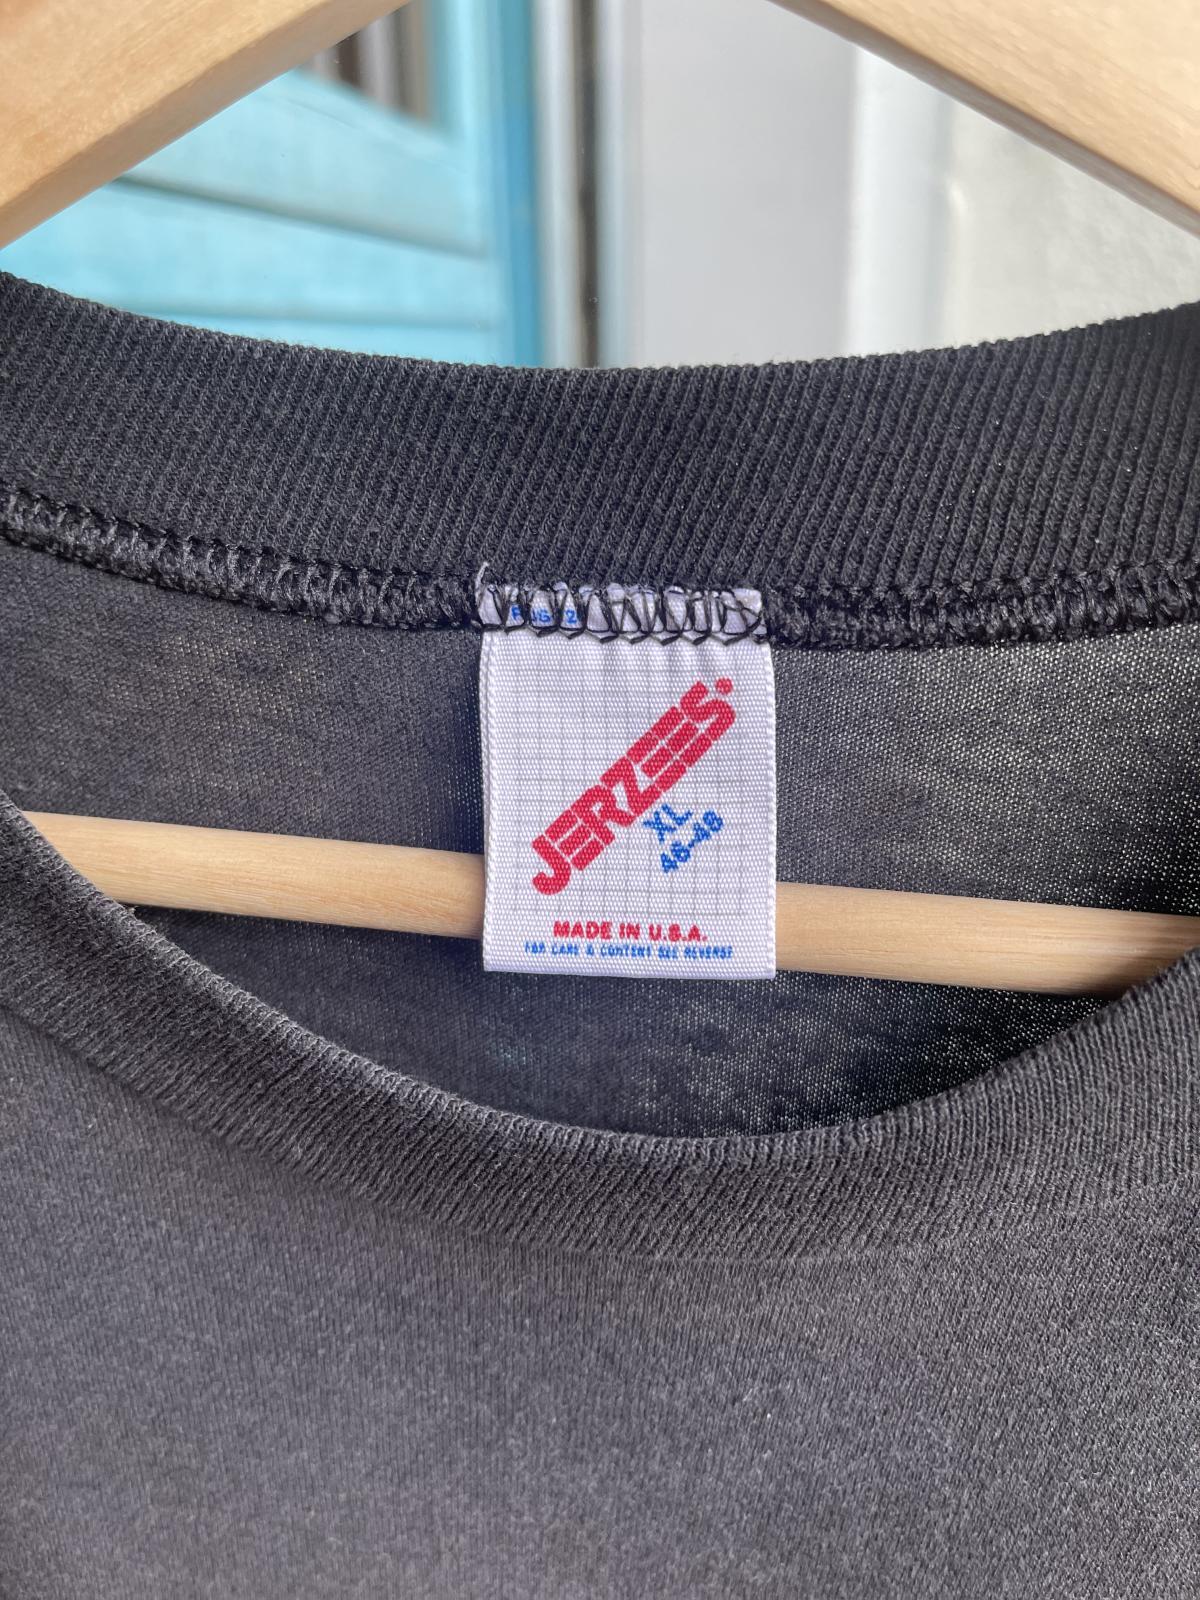 JERZEES®
XL
46-48
MADE IN U.S.A.
FOR CARE & CONTENT SEE REVERSE